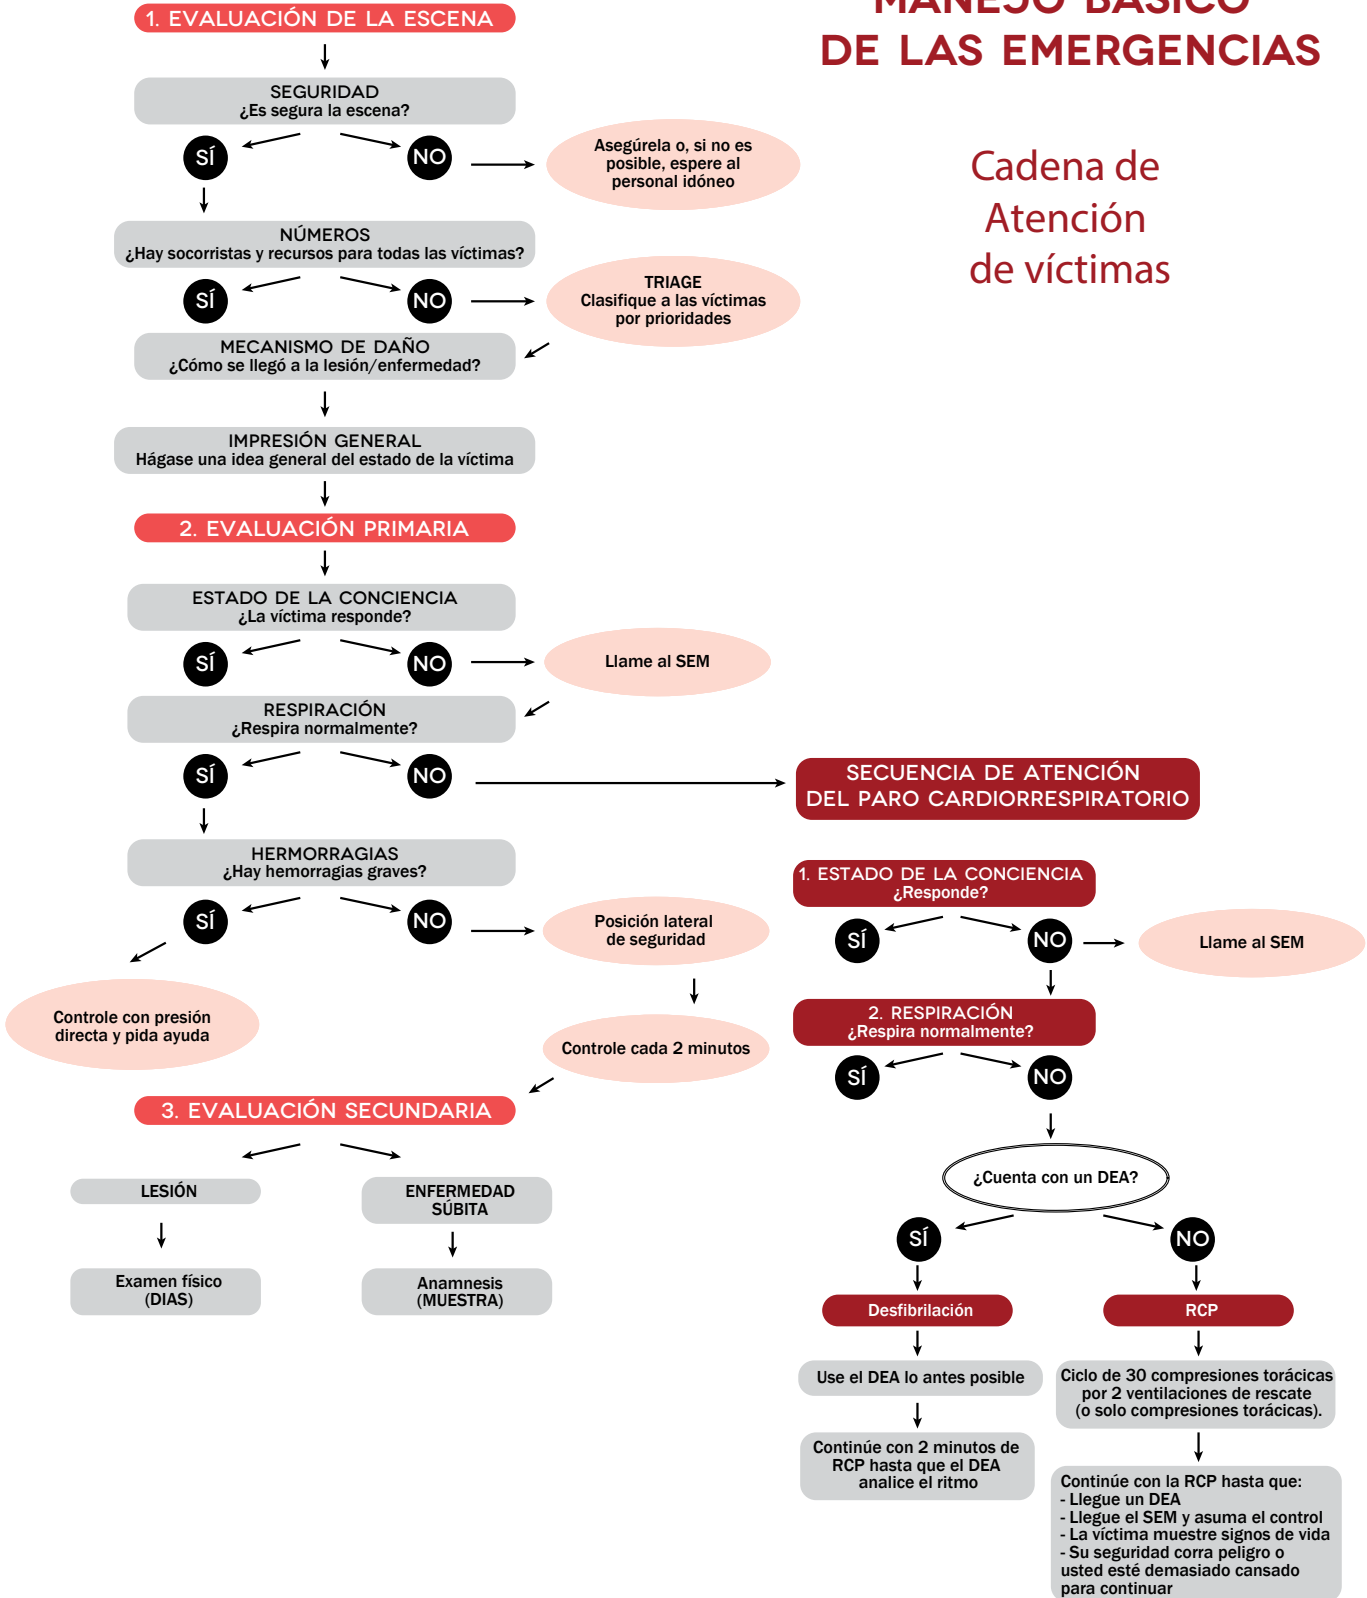 MANEJO BÁSICO
DE LAS EMERGENCIAS
Cadena de
Atención
de víctimas
1. EVALUACIÓN DE LA ESCENA
SEGURIDAD
¿Es segura la escena?
SÍ
NO
Asegúrela o, si no es
posible, espere al
personal idóneo
NÚMEROS
¿Hay socorristas y recursos para todas las víctimas?
SÍ
NO
TRIAGE
Clasifique a las víctimas
por prioridades
MECANISMO DE DAÑO
¿Cómo se llegó a la lesión/enfermedad?
IMPRESIÓN GENERAL
Hágase una idea general del estado de la víctima
2. EVALUACIÓN PRIMARIA
ESTADO DE LA CONCIENCIA
¿La víctima responde?
SÍ
NO
Llame al SEM
RESPIRACIÓN
¿Respira normalmente?
SÍ
NO
HERMORRAGIAS
¿Hay hemorragias graves?
SÍ
NO
Posición lateral
de seguridad
Controle con presión
directa y pida ayuda
Controle cada 2 minutos
3. EVALUACIÓN SECUNDARIA
LESIÓN
ENFERMEDAD
SÚBITA
Examen físico
(DIAS)
Anamnesis
(MUESTRA)
SECUENCIA DE ATENCIÓN
DEL PARO CARDIORRESPIRATORIO
1. ESTADO DE LA CONCIENCIA
¿Responde?
SÍ
NO
Llame al SEM
2. RESPIRACIÓN
¿Respira normalmente?
SÍ
NO
¿Cuenta con un DEA?
SÍ
NO
Desfibrilación
RCP
Use el DEA lo antes posible
Ciclo de 30 compresiones torácicas
por 2 ventilaciones de rescate
(o solo compresiones torácicas).
Continúe con 2 minutos de
RCP hasta que el DEA
analice el ritmo
Continúe con la RCP hasta que:
- Llegue un DEA
- Llegue el SEM y asuma el control
- La víctima muestre signos de vida
- Su seguridad corra peligro o
usted esté demasiado cansado
para continuar